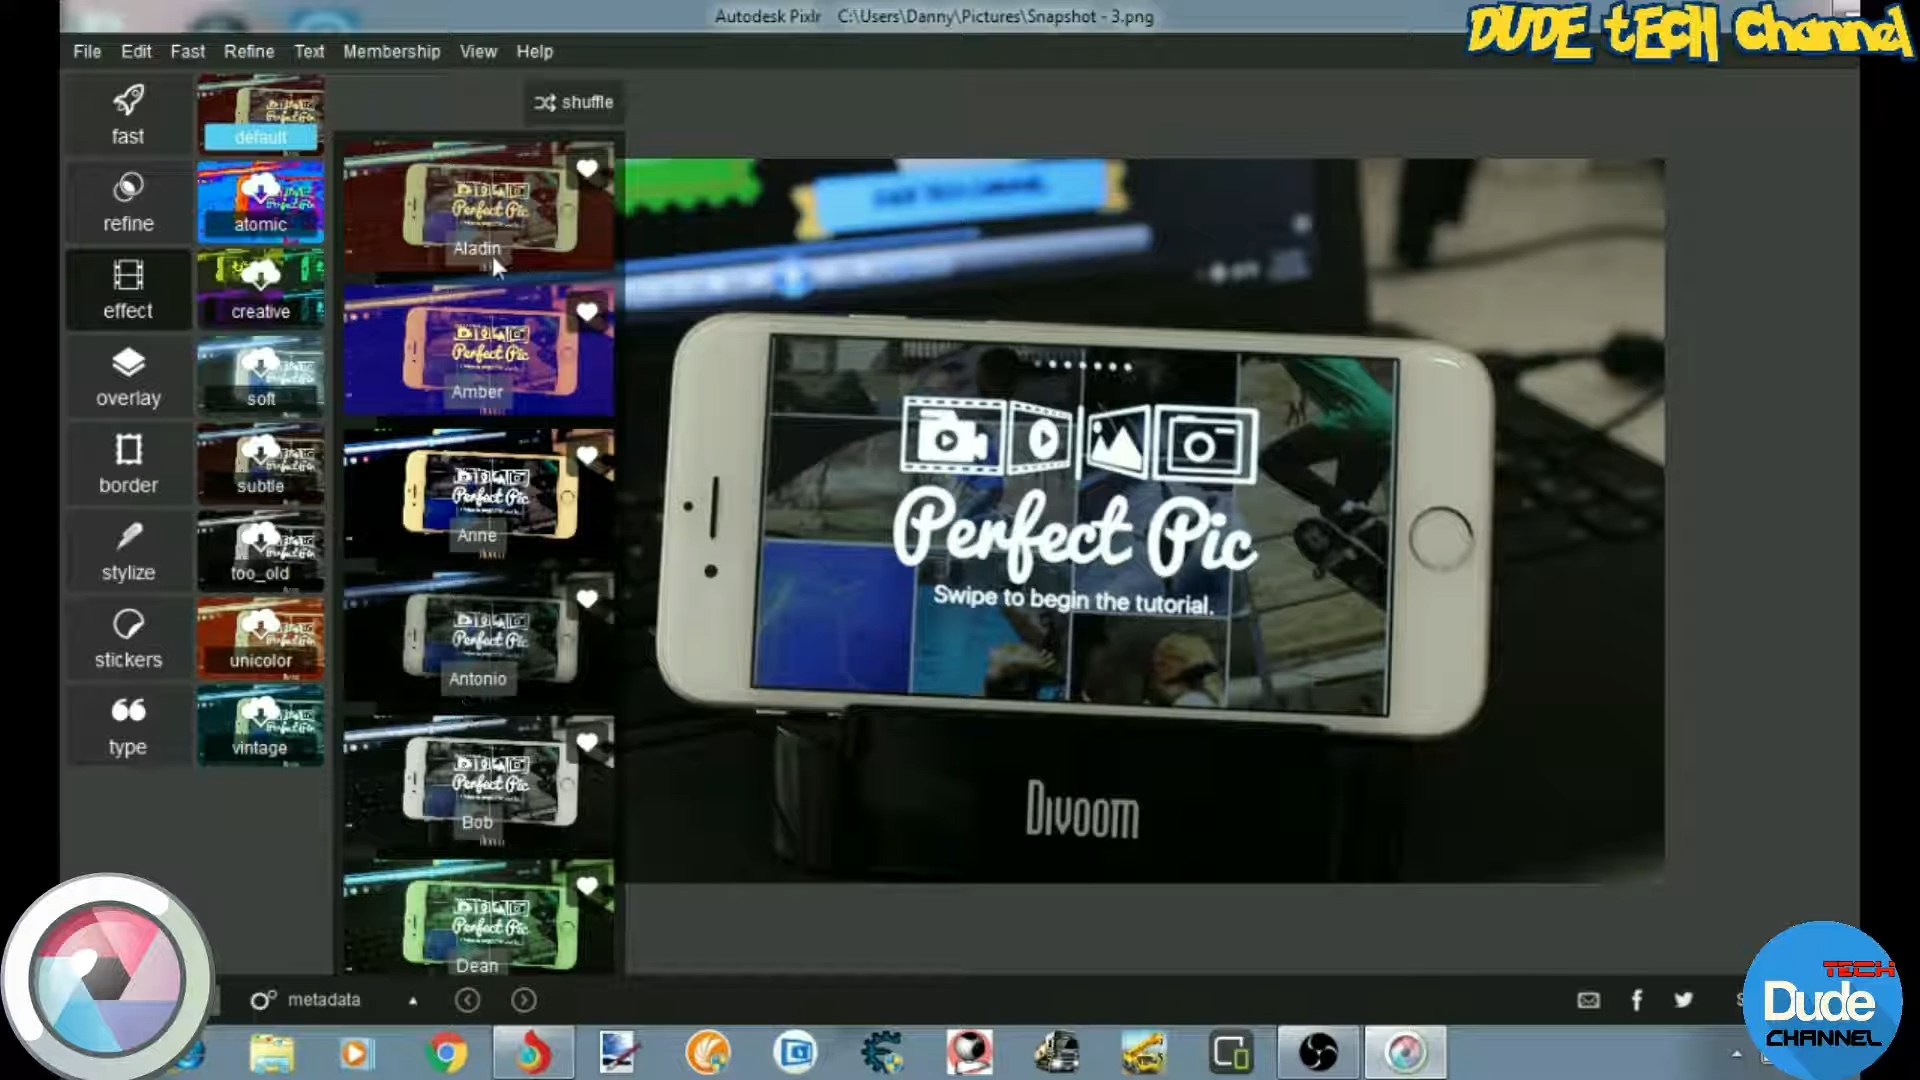 Autodesk Pixlr C:\Users\Danny\Pictures\Snapshot - 3.png
DUDE TECH Channel
File Edit Fast Refine Text Membership View Help
shuffle
fast
refine
effect
overlay
border
stylize
stickers
type
default
atomic
creative
soft
subtle
too_old
unicolor
vintage
Aladin
Amber
Anne
Antonio
Bob
Dean
Perfect Pic
Swipe to begin the tutorial.
Divoom
metadata
TECH
Dude
CHANNEL